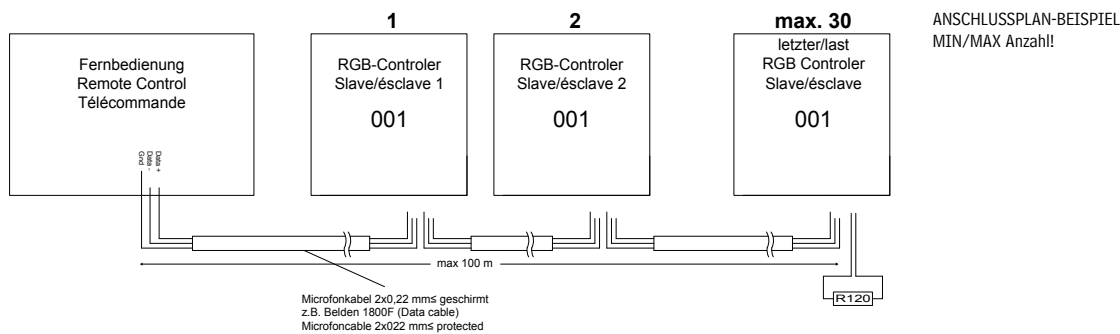 1
2
max. 30
ANSCHLUSSPLAN-BEISPIEL
MIN/MAX Anzahl!
Fernbedienung
Remote Control
Télécommande
Gnd
Data -
Data +
RGB-Controler
Slave/ésclave 1
001
RGB-Controler
Slave/ésclave 2
001
letzter/last
RGB Controler
Slave/ésclave
001
max 100 m
R120
Microfonkabel 2x0,22 mm≤ geschirmt
z.B. Belden 1800F (Data cable)
Microfoncable 2x022 mm≤ protected